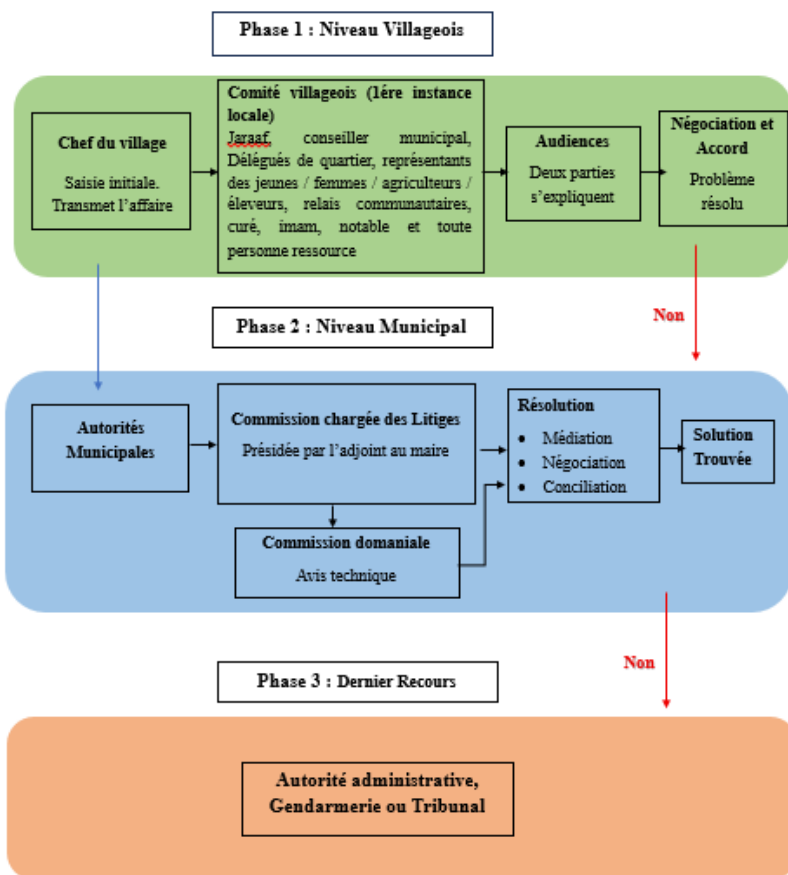 Phase 1 : Niveau Villageois
Chef du village
Saisie initiale.
Transmet l’affaire
Comité villageois (1ére instance
locale)
Jaraaf, conseiller municipal,
Délégués de quartier, représentants
des jeunes / femmes / agriculteurs /
éleveurs, relais communautaires,
curé, imam, notable et toute
personne ressource
Audiences
Deux parties
s’expliquent
Négociation et
Accord
Problème
résolu
Non
Phase 2 : Niveau Municipal
Autorités
Municipales
Commission chargée des Litiges
Présidée par l’adjoint au maire
Commission domaniale
Avis technique
Résolution
• Médiation
• Négociation
• Conciliation
Solution
Trouvée
Non
Phase 3 : Dernier Recours
Autorité administrative,
Gendarmerie ou Tribunal